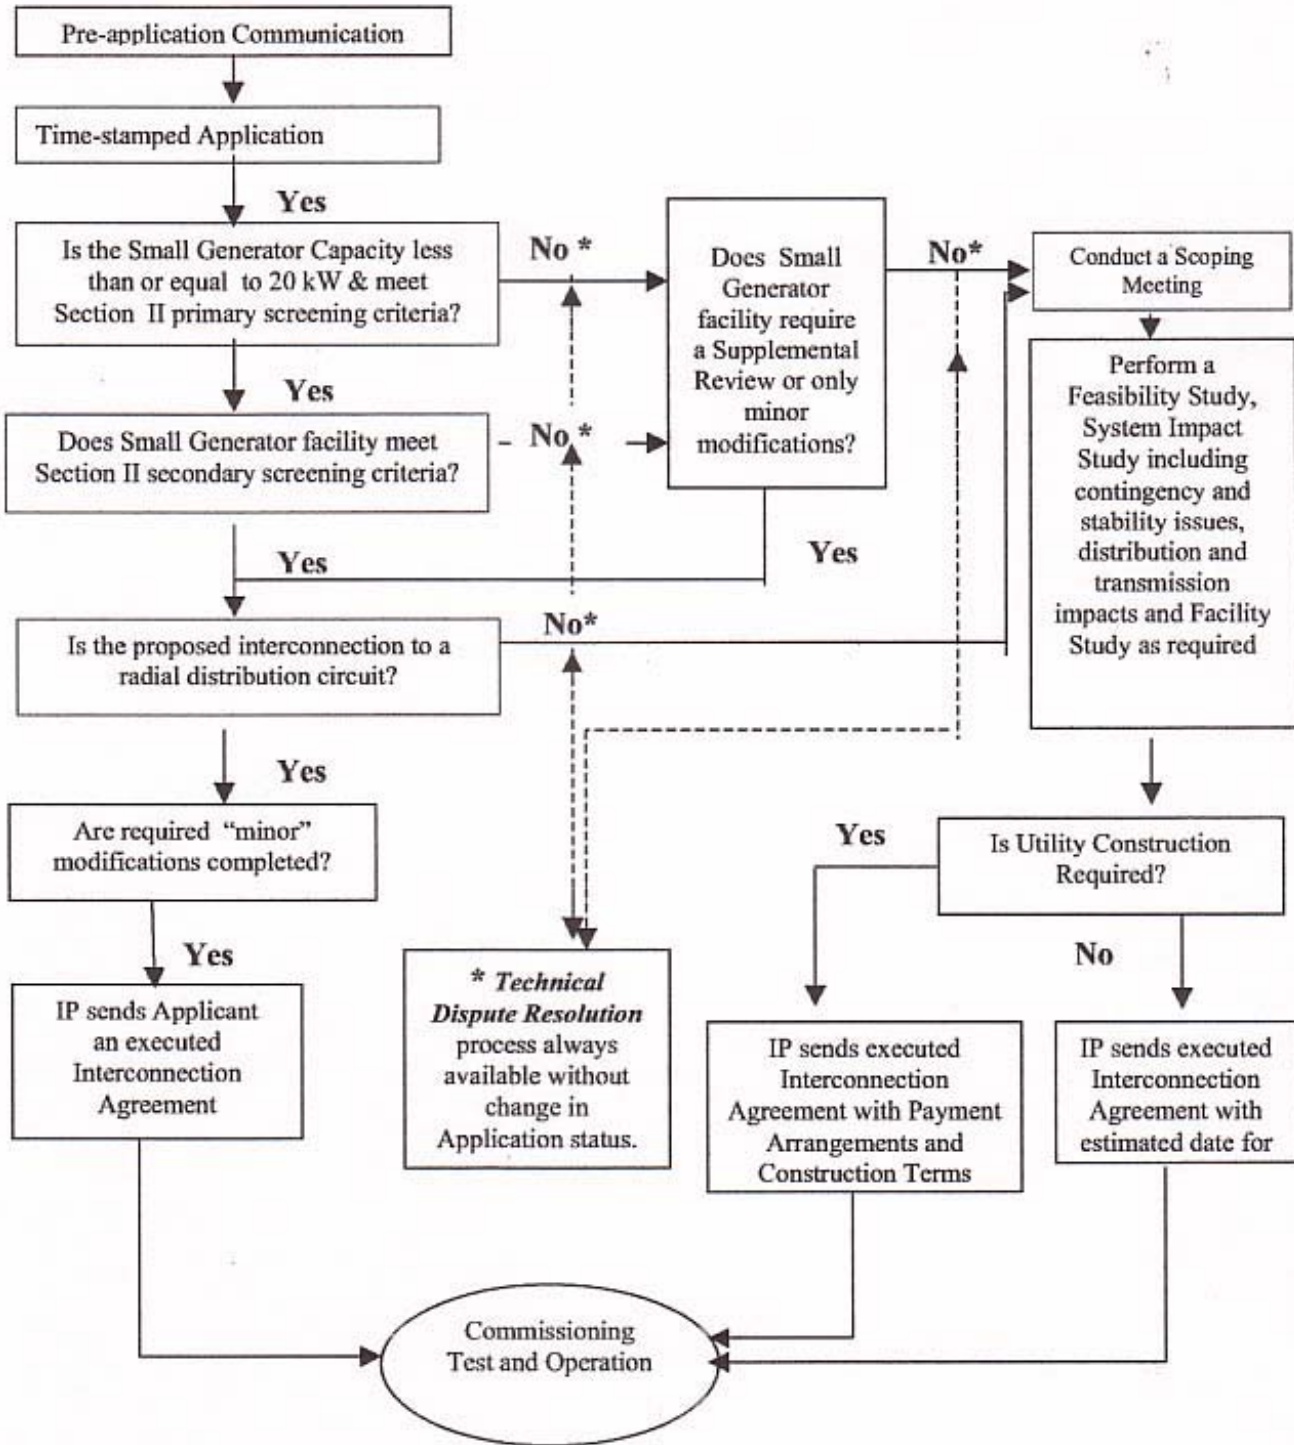 Pre-application Communication
Time-stamped Application
Yes
Is the Small Generator Capacity less
than or equal to 20 kW & meet
Section II primary screening criteria?
No *
Does Small
Generator
facility require
a Supplemental
Review or only
minor
modifications?
No*
Conduct a Scoping
Meeting
Perform a
Feasibility Study,
System Impact
Study including
contingency and
stability issues,
distribution and
transmission
impacts and Facility
Study as required
Yes
Does Small Generator facility meet
Section II secondary screening criteria?
No *
Yes
Yes
Is the proposed interconnection to a
radial distribution circuit?
No*
Yes
Are required “minor”
modifications completed?
Yes
Is Utility Construction
Required?
Yes
No
IP sends Applicant
an executed
Interconnection
Agreement
* Technical
Dispute Resolution
process always
available without
change in
Application status.
IP sends executed
Interconnection
Agreement with Payment
Arrangements and
Construction Terms
IP sends executed
Interconnection
Agreement with
estimated date for
Commissioning
Test and Operation